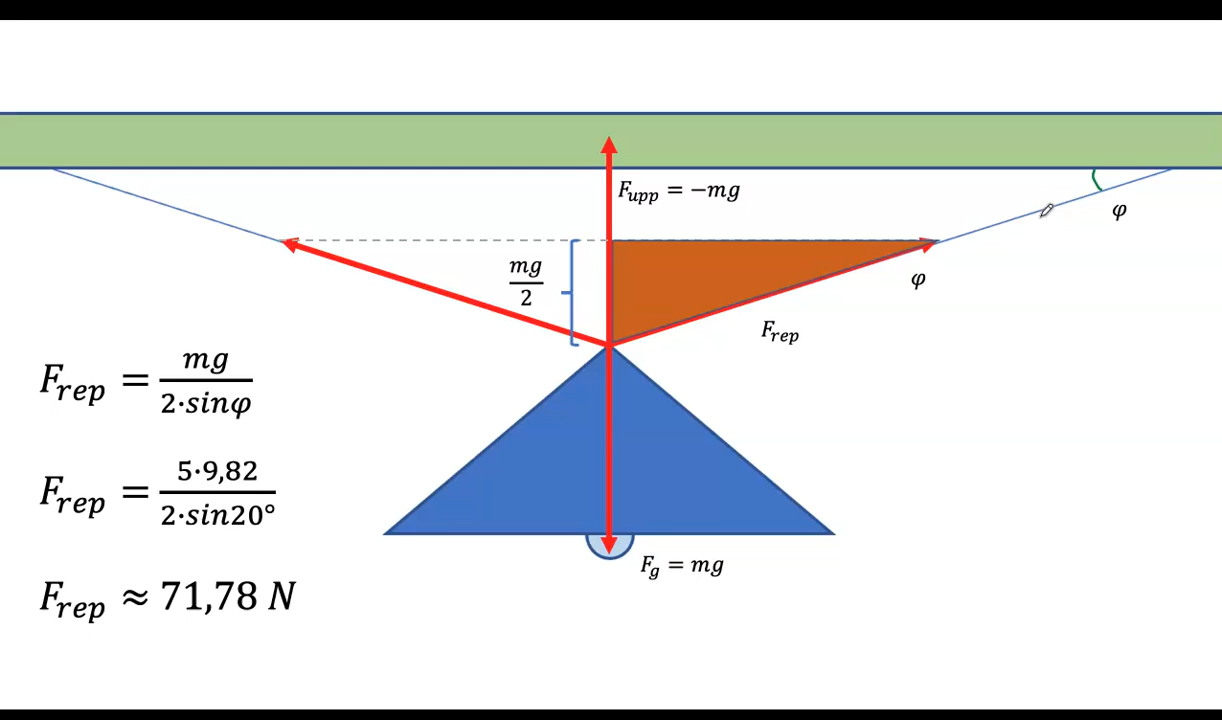 F_upp = −mg
φ
mg/2
φ
F_rep
F_rep = mg/(2·sinφ)
F_rep = (5·9,82)/(2·sin20°)
F_g = mg
F_rep ≈ 71,78 N